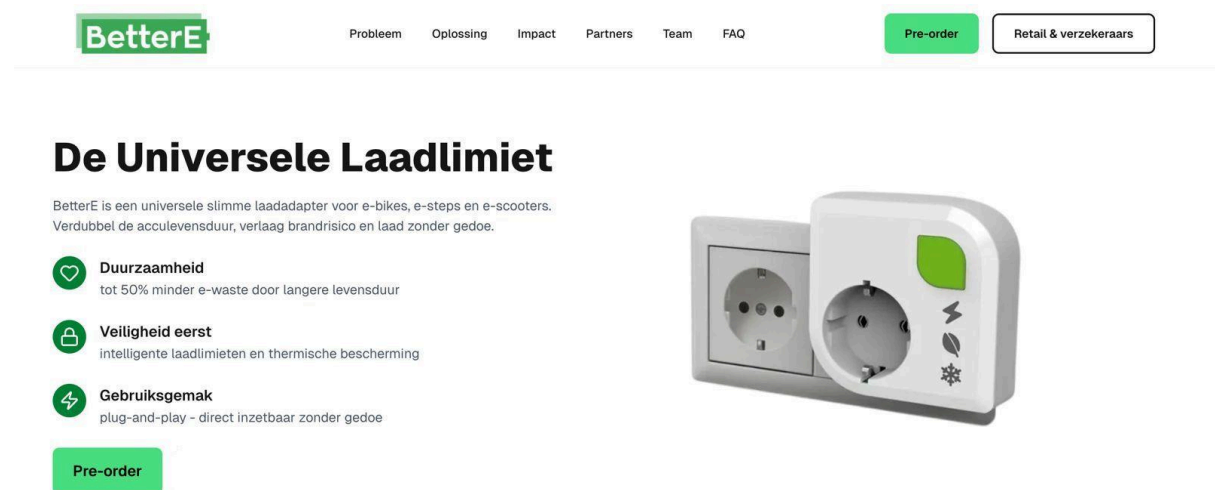 BetterE
Probleem
Oplossing
Impact
Partners
Team
FAQ
Pre-order
Retail & verzekeraars
De Universele Laadlimiet
BetterE is een universele slimme laadadapter voor e-bikes, e-steps en e-scooters.
Verdubbel de acculevensduur, verlaag brandrisico en laad zonder gedoe.
Duurzaamheid
tot 50% minder e-waste door langere levensduur
Veiligheid eerst
intelligente laadlimieten en thermische bescherming
Gebruiksgemak
plug-and-play - direct inzetbaar zonder gedoe
Pre-order